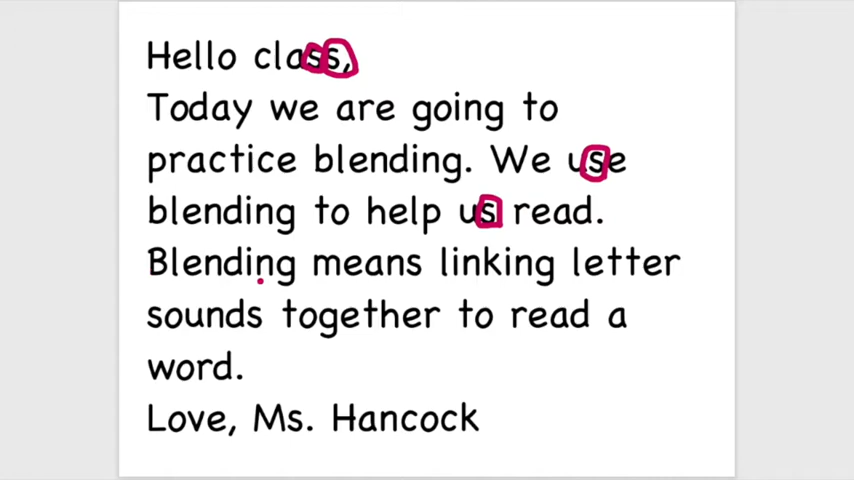 Hello class,
Today we are going to
practice blending. We use
blending to help us read.
Blending means linking letter
sounds together to read a
word.
Love, Ms. Hancock